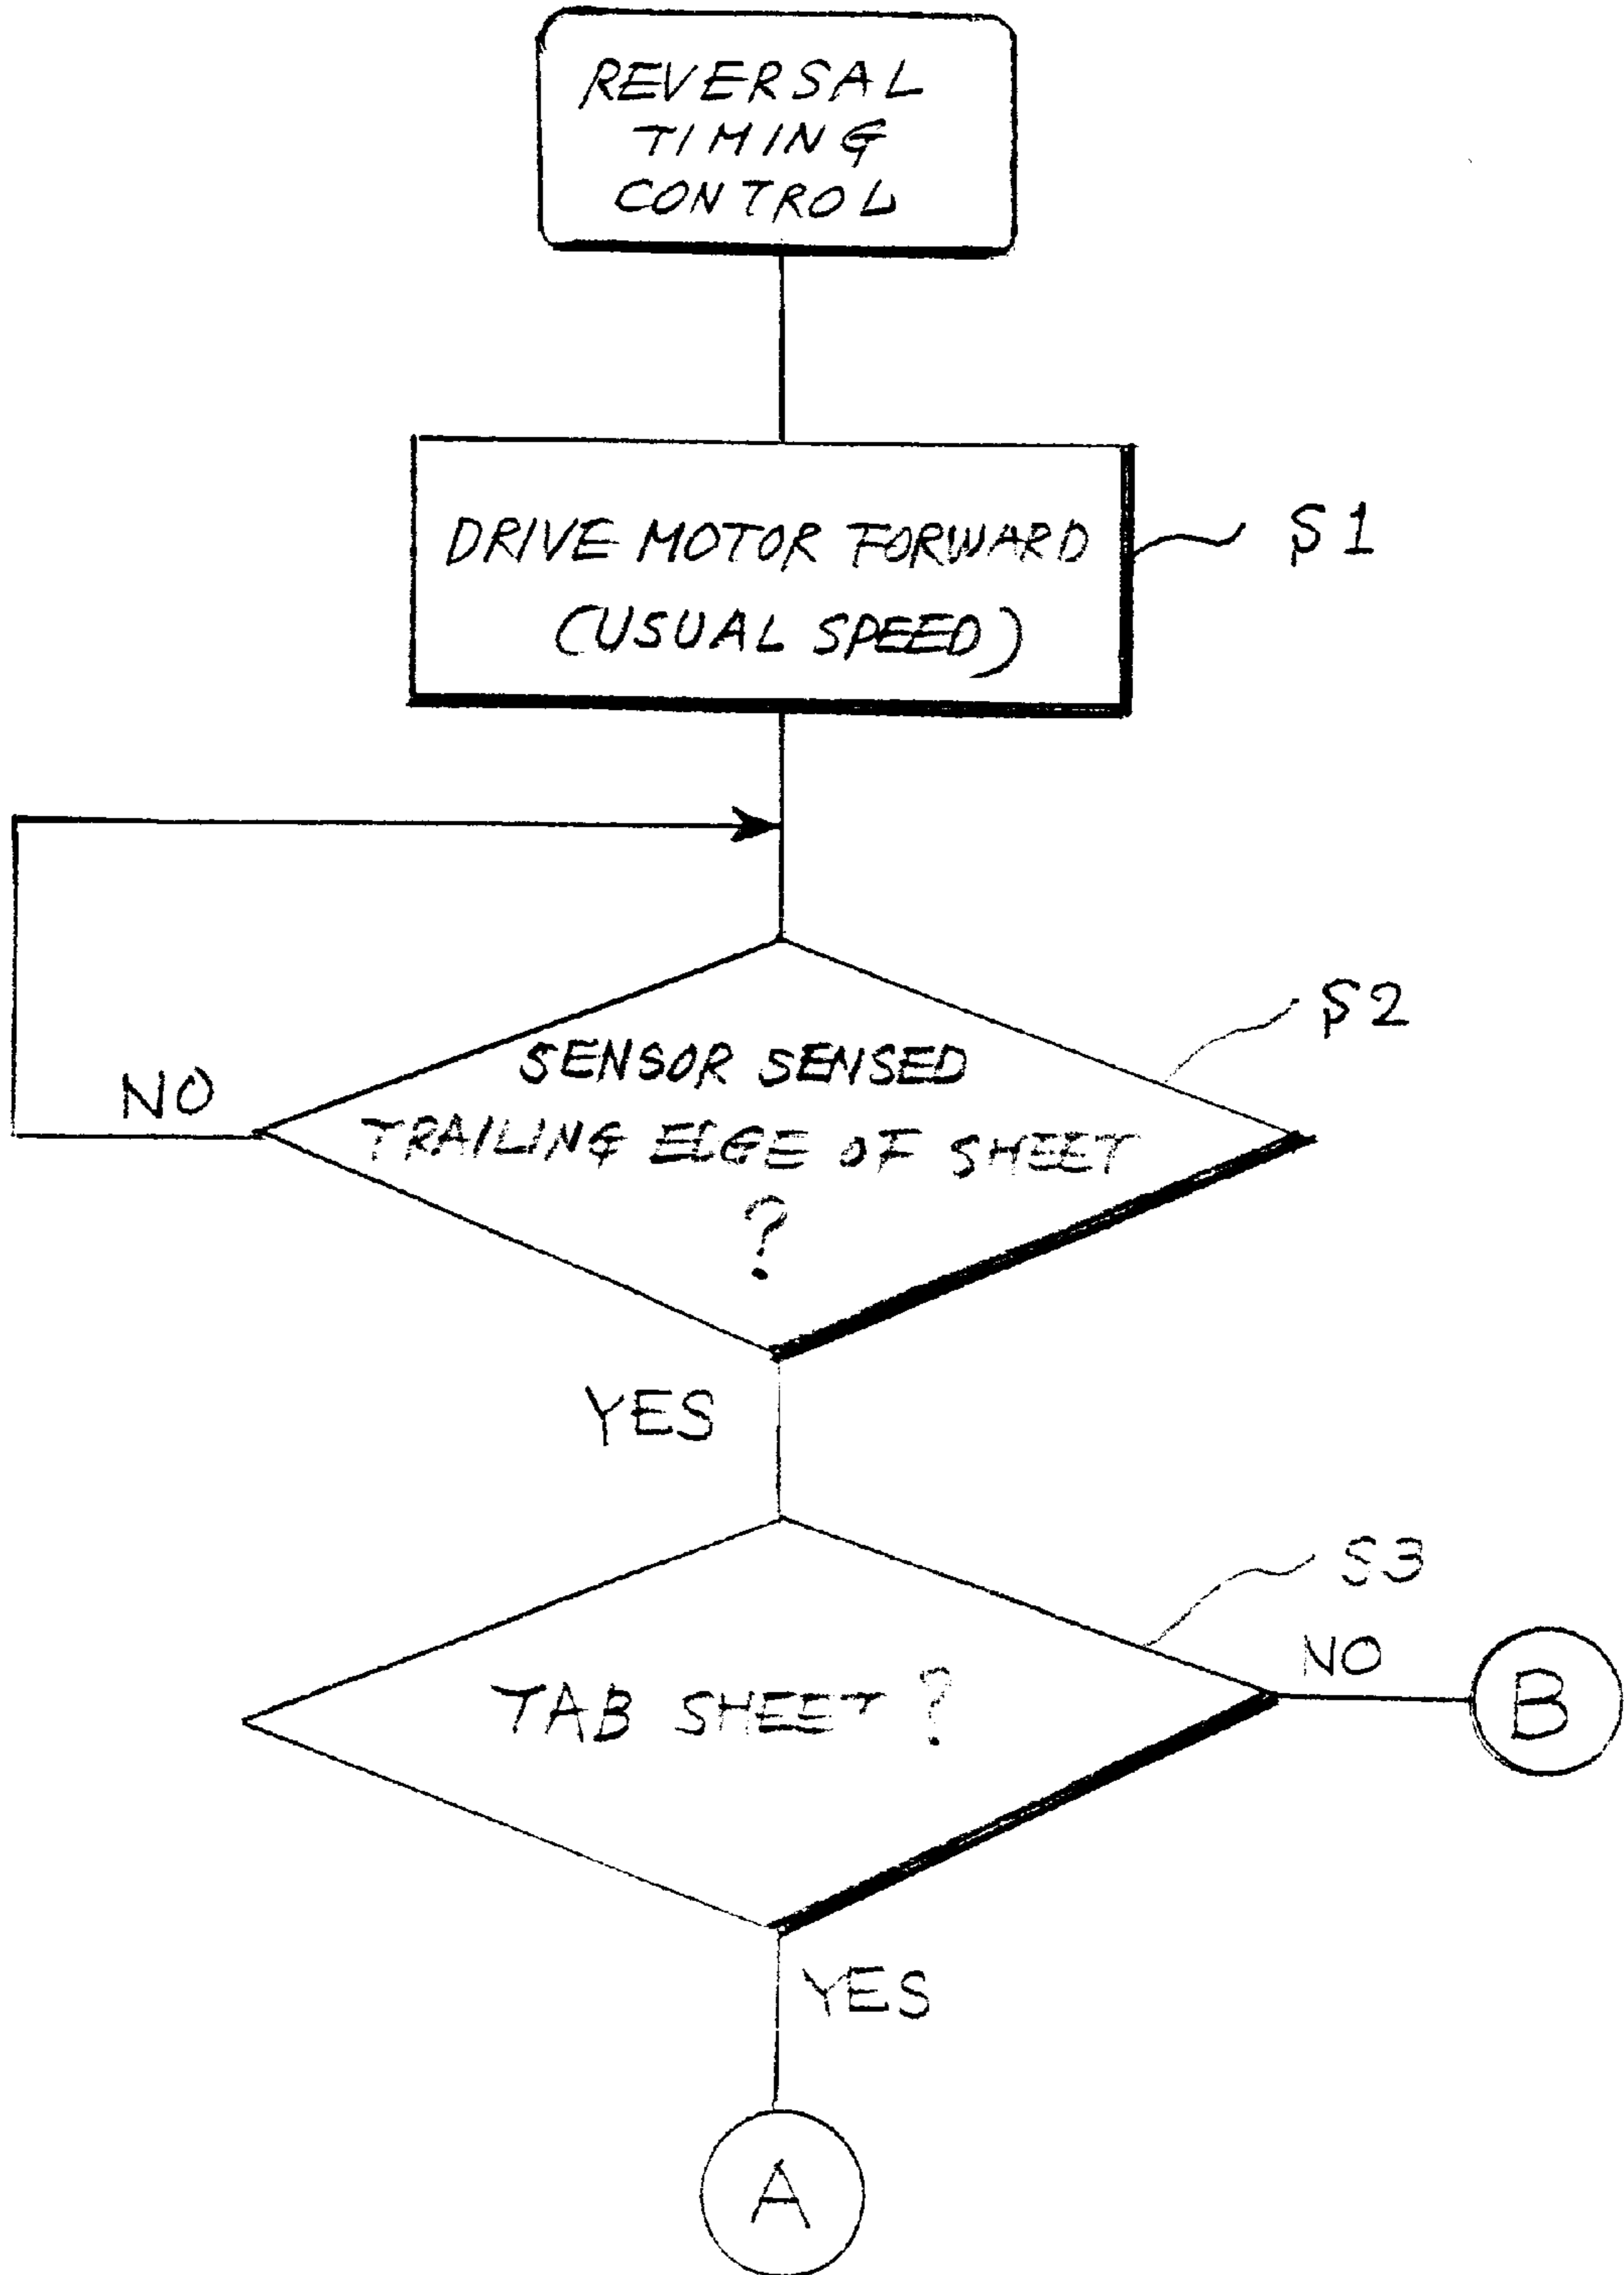 REVERSAL
TIMING
CONTROL
DRIVE MOTOR FORWARD
(USUAL SPEED)
S1
S2
SENSOR SENSED
TRAILING EDGE OF SHEET
?
NO
YES
S3
TAB SHEET ?
NO
B
YES
A